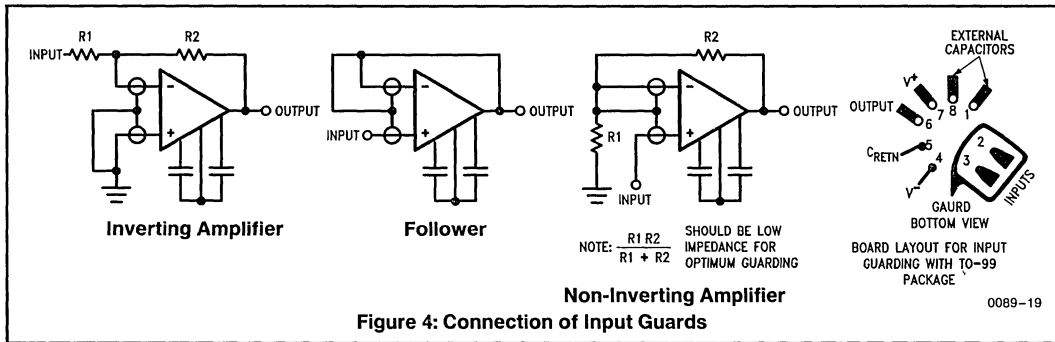 INPUT R1 R2
− +
OUTPUT
Inverting Amplifier
INPUT
− +
OUTPUT
Follower
R2
R1
− +
OUTPUT
INPUT
NOTE: R1 R2
R1 + R2
SHOULD BE LOW
IMPEDANCE FOR
OPTIMUM GUARDING
Non-Inverting Amplifier
EXTERNAL
CAPACITORS
V+
OUTPUT
7 8 1
6
5
CRETN
4
V-
2
3
INPUTS
GAURD
BOTTOM VIEW
BOARD LAYOUT FOR INPUT
GUARDING WITH TO-99
PACKAGE
0089-19
Figure 4: Connection of Input Guards